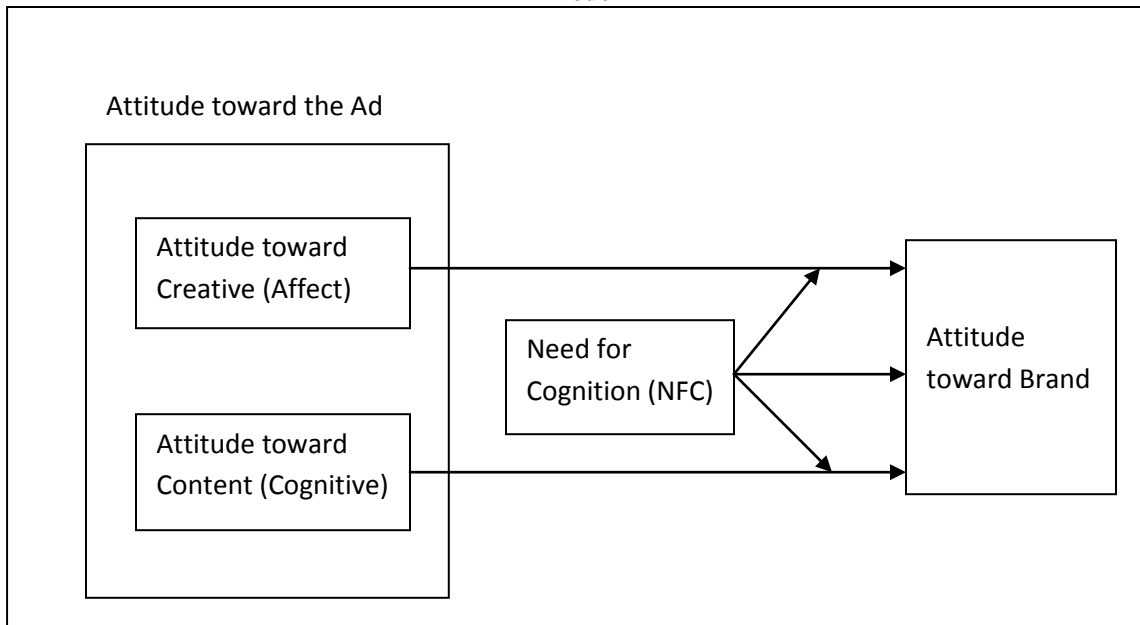 Attitude toward the Ad
Attitude toward
Creative (Affect)
Need for
Cognition (NFC)
Attitude
toward Brand
Attitude toward
Content (Cognitive)